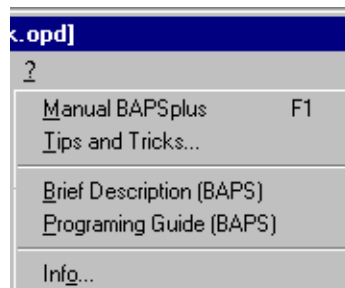 k.opd]
?
Manual BAPSplus F1
Tips and Tricks...
Brief Description (BAPS)
Programing Guide (BAPS)
Info...